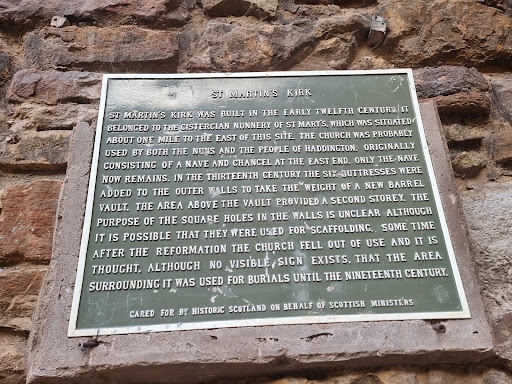 ST MARTIN'S KIRK
ST MARTIN'S KIRK WAS BUILT IN THE EARLY TWELFTH CENTURY. IT
BELONGED TO THE CISTERCIAN NUNNERY OF ST MARY'S, WHICH WAS SITUATED
ABOUT ONE MILE TO THE EAST OF THIS SITE. THE CHURCH WAS PROBABLY
USED BY BOTH THE NUNS AND THE PEOPLE OF HADDINGTON. ORIGINALLY
CONSISTING OF A NAVE AND CHANCEL AT THE EAST END, ONLY THE NAVE
NOW REMAINS. IN THE THIRTEENTH CENTURY THE SIX BUTTRESSES WERE
ADDED TO THE OUTER WALLS TO TAKE THE WEIGHT OF A NEW BARREL
VAULT. THE AREA ABOVE THE VAULT PROVIDED A SECOND STOREY. THE
PURPOSE OF THE SQUARE HOLES IN THE WALLS IS UNCLEAR ALTHOUGH
IT IS POSSIBLE THAT THEY WERE USED FOR SCAFFOLDING. SOME TIME
AFTER THE REFORMATION THE CHURCH FELL OUT OF USE AND IT IS
THOUGHT, ALTHOUGH NO VISIBLE SIGN EXISTS, THAT THE AREA
SURROUNDING IT WAS USED FOR BURIALS UNTIL THE NINETEENTH CENTURY.
CARED FOR BY HISTORIC SCOTLAND ON BEHALF OF SCOTTISH MINISTERS